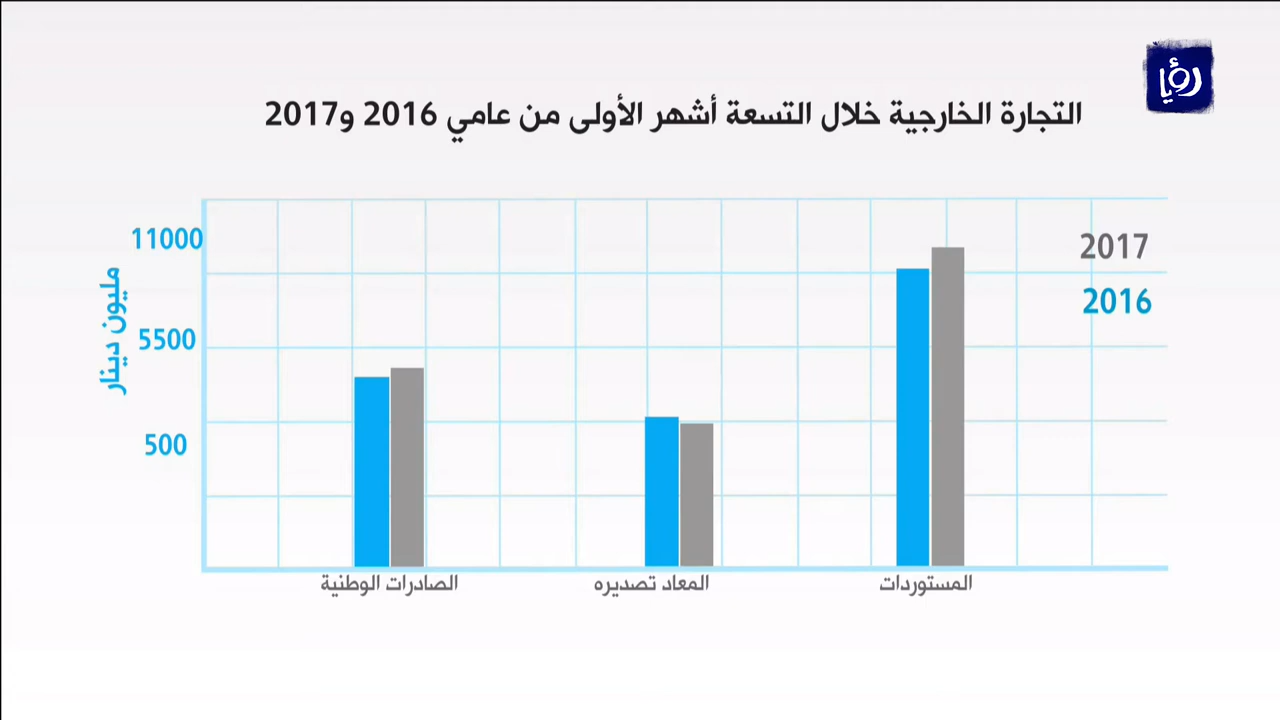 رؤيا
التجارة الخارجية خلال التسعة أشهر الأولى من عامي 2016 و2017
11000
5500
500
مليون دينار
2017
2016
المستوردات
المعاد تصديره
الصادرات الوطنية